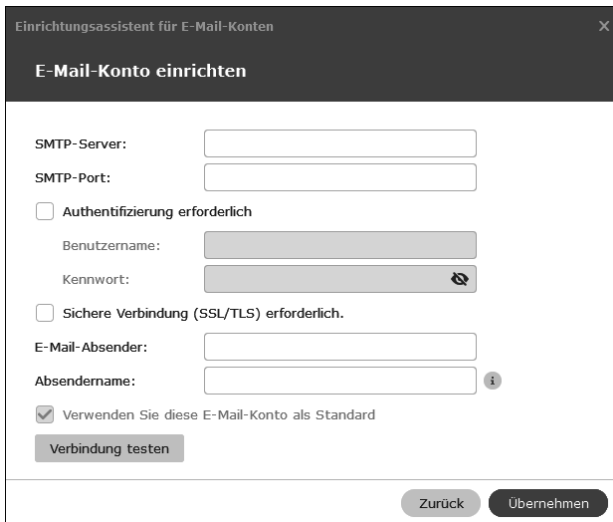 Einrichtungsassistent für E-Mail-Konten
E-Mail-Konto einrichten
SMTP-Server:
SMTP-Port:
Authentifizierung erforderlich
Benutzername:
Kennwort:
Sichere Verbindung (SSL/TLS) erforderlich.
E-Mail-Absender:
Absendername:
Verwenden Sie diese E-Mail-Konto als Standard
Verbindung testen
Zurück Übernehmen